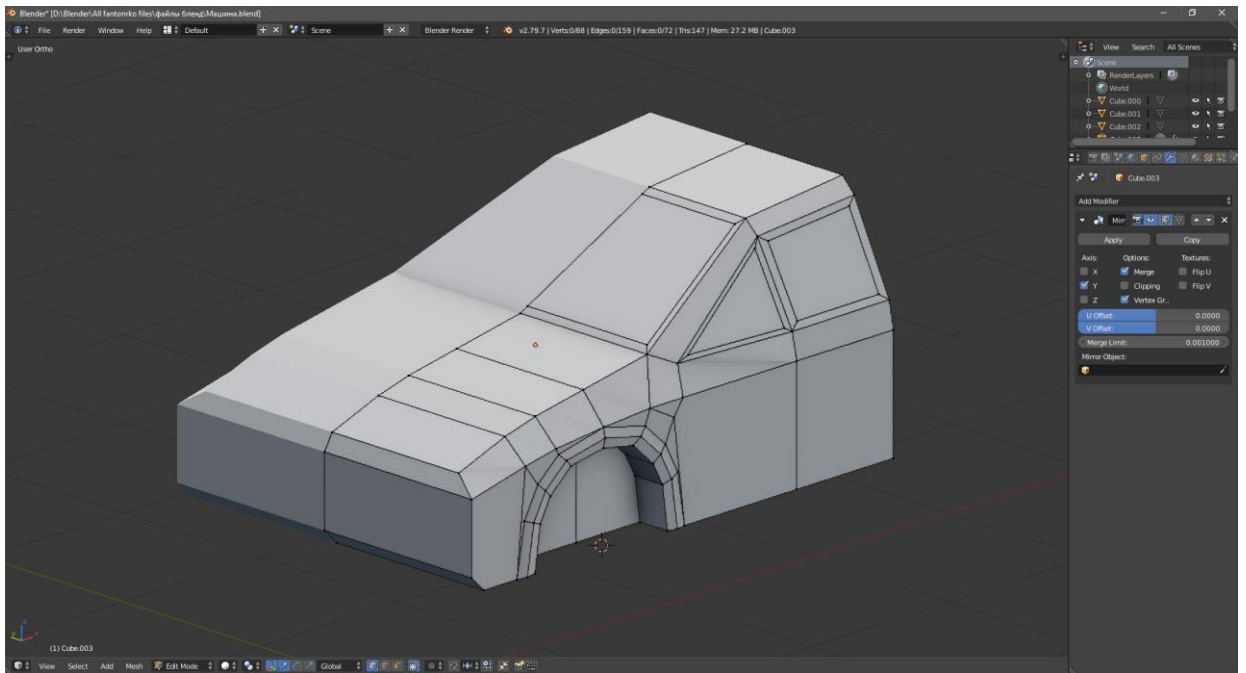 Blender* [D:\Blender\All fantonrko files\файлы бленд\Машина.blend]
File Render Window Help Default Scene Blender Render v2.79.7 | Verts:0/88 | Edges:0/159 | Faces:0/72 | Tris:147 | Mem: 27.2 MB | Cube.003
User Ortho
View Search All Scenes
Scene
RenderLayers
World
Cube.000
Cube.001
Cube.002
Cube.003
Add Modifier
Mirr
Apply Copy
Axis: Options: Textures:
X Merge Flip U
Y Clipping Flip V
Z Vertex Gr..
U Offset: 0.0000
V Offset: 0.0000
Merge Limit: 0.001000
Mirror Object:
(1) Cube.003
View Select Add Mesh Edit Mode Global